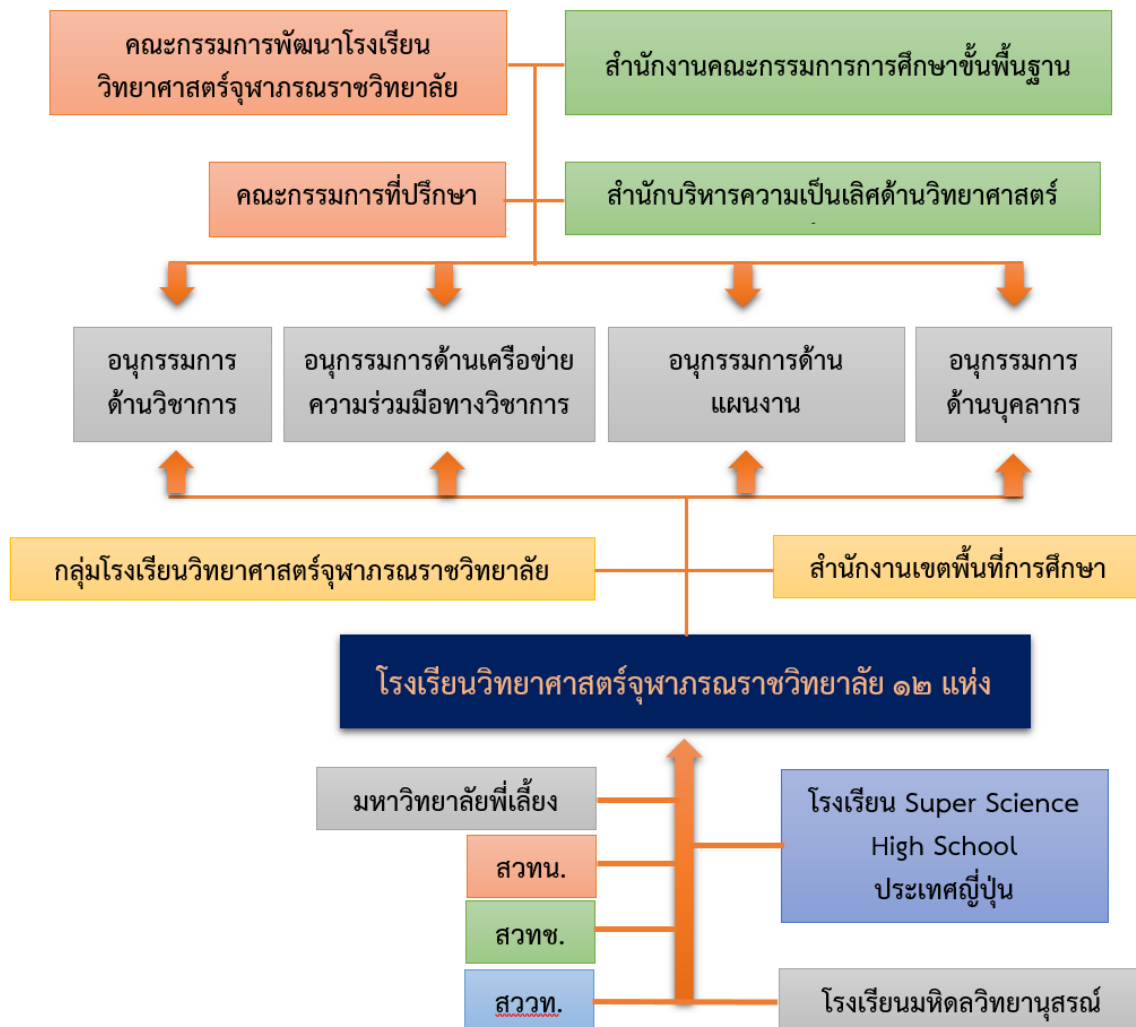 คณะกรรมการพัฒนาโรงเรียน
วิทยาศาสตร์จุฬาภรณราชวิทยาลัย
สำนักงานคณะกรรมการการศึกษาขั้นพื้นฐาน
คณะกรรมการที่ปรึกษา
สำนักบริหารความเป็นเลิศด้านวิทยาศาสตร์
อนุกรรมการ
ด้านวิชาการ
อนุกรรมการด้านเครือข่าย
ความร่วมมือทางวิชาการ
อนุกรรมการด้าน
แผนงาน
อนุกรรมการ
ด้านบุคลากร
กลุ่มโรงเรียนวิทยาศาสตร์จุฬาภรณราชวิทยาลัย
สำนักงานเขตพื้นที่การศึกษา
โรงเรียนวิทยาศาสตร์จุฬาภรณราชวิทยาลัย ๑๒ แห่ง
มหาวิทยาลัยพี่เลี้ยง
สวทน.
สวทช.
สววท.
โรงเรียน Super Science
High School
ประเทศญี่ปุ่น
โรงเรียนมหิดลวิทยานุสรณ์